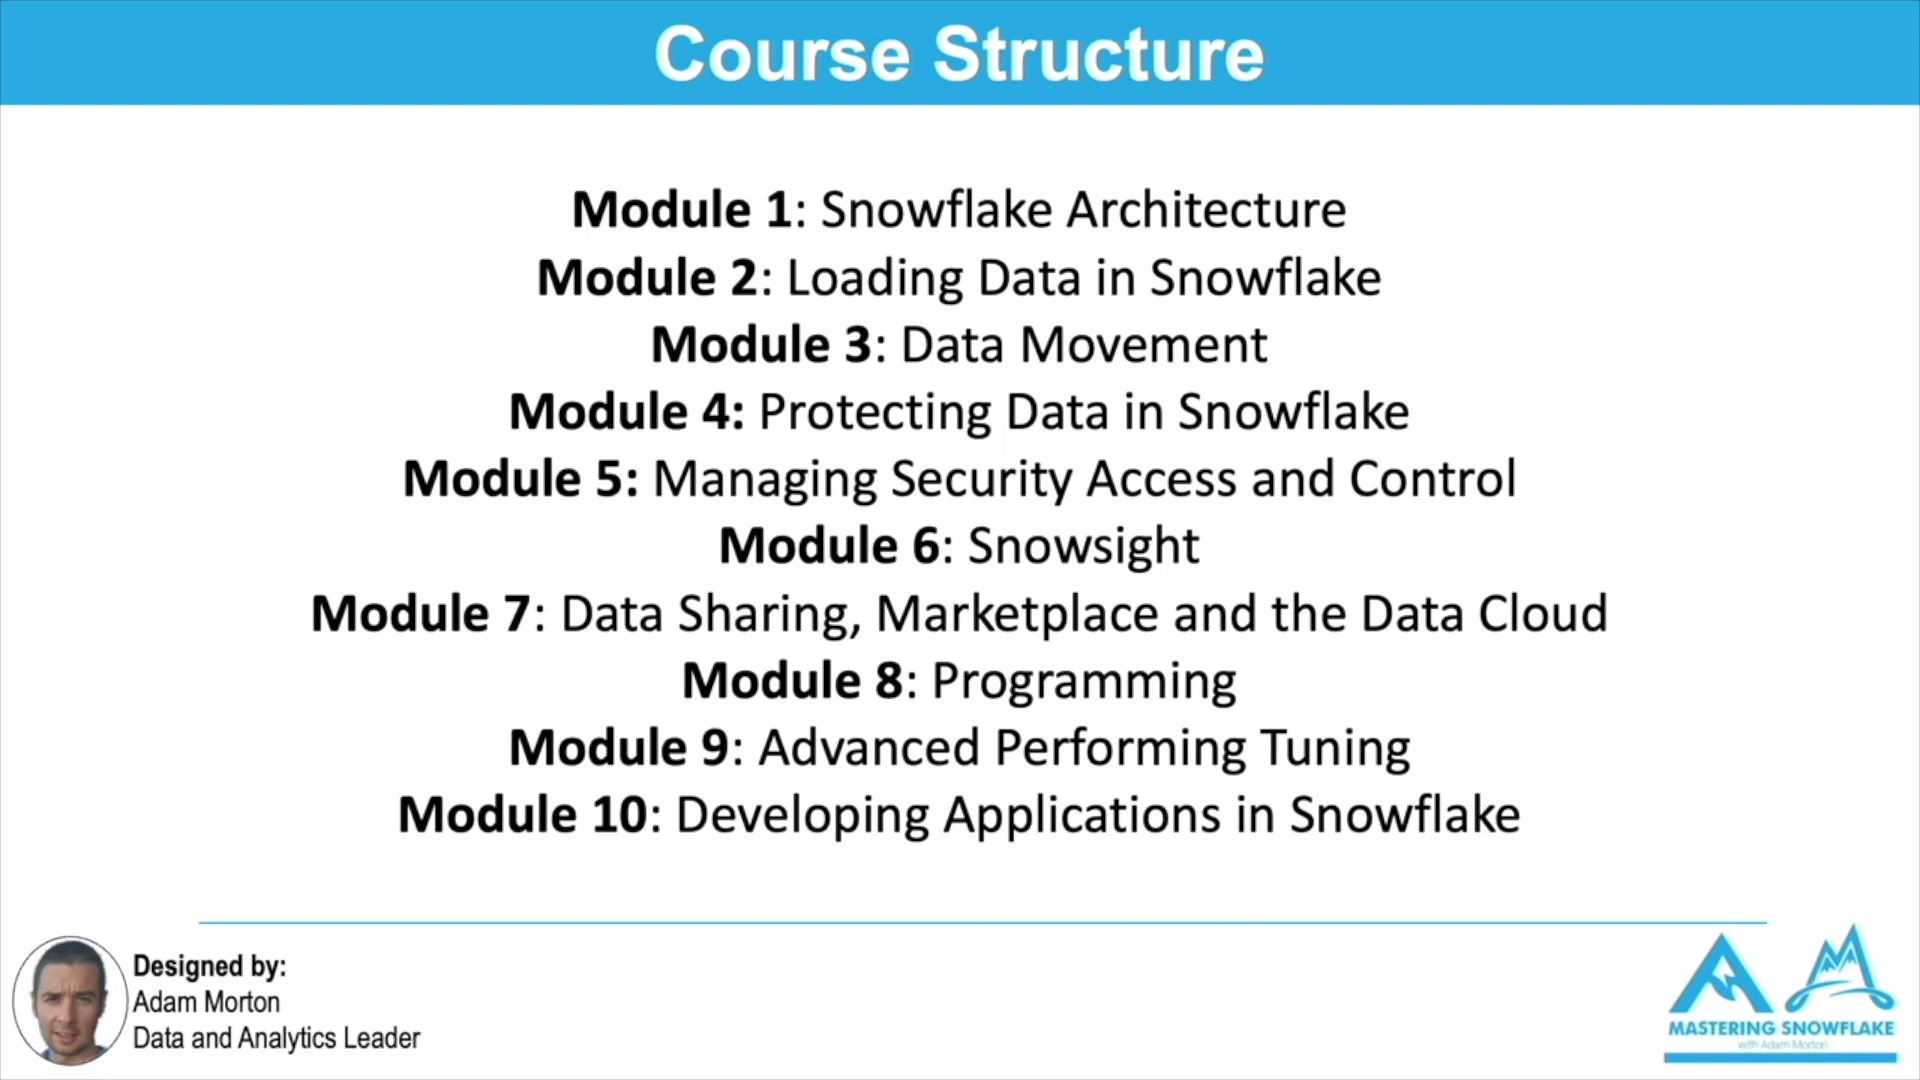 Course Structure
Module 1: Snowflake Architecture
Module 2: Loading Data in Snowflake
Module 3: Data Movement
Module 4: Protecting Data in Snowflake
Module 5: Managing Security Access and Control
Module 6: Snowsight
Module 7: Data Sharing, Marketplace and the Data Cloud
Module 8: Programming
Module 9: Advanced Performing Tuning
Module 10: Developing Applications in Snowflake
Designed by:
Adam Morton
Data and Analytics Leader
MASTERING SNOWFLAKE
with Adam Morton